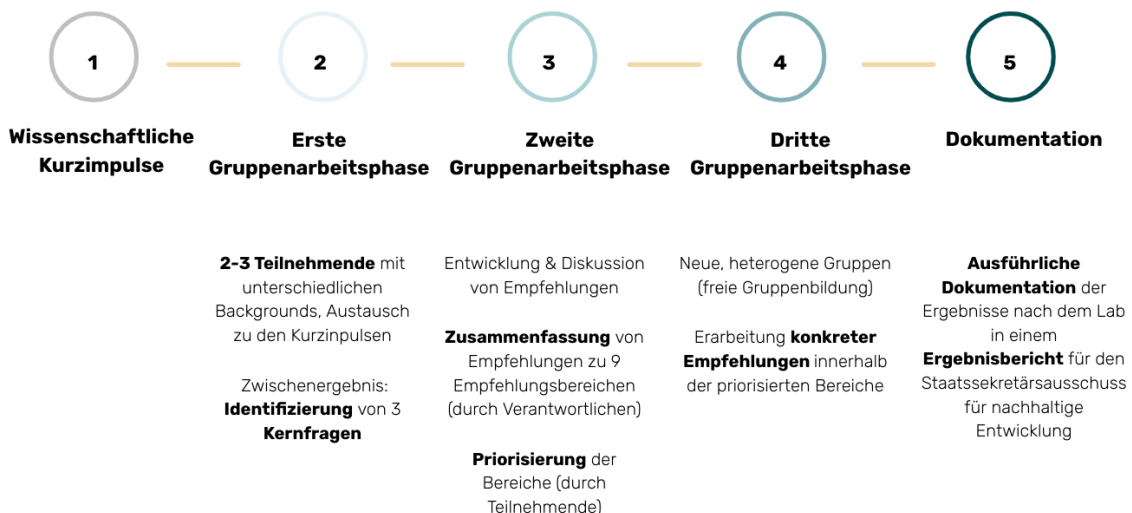 1
2
3
4
5
Wissenschaftliche
Kurzimpulse
Erste
Gruppenarbeitsphase
Zweite
Gruppenarbeitsphase
Dritte
Gruppenarbeitsphase
Dokumentation
2-3 Teilnehmende mit
unterschiedlichen
Backgrounds, Austausch
zu den Kurzinpulsen
Zwischenergebnis:
Identifizierung von 3
Kernfragen
Entwicklung & Diskussion
von Empfehlungen
Zusammenfassung von
Empfehlungen zu 9
Empfehlungsbereichen
(durch Verantwortlichen)
Priorisierung der
Bereiche (durch
Teilnehmende)
Neue, heterogene Gruppen
(freie Gruppenbildung)
Erarbeitung konkreter
Empfehlungen innerhalb
der priorisierten Bereiche
Ausführliche
Dokumentation der
Ergebnisse nach dem Lab
in einem
Ergebnisbericht für den
Staatssekretärsausschuss
für nachhaltige
Entwicklung